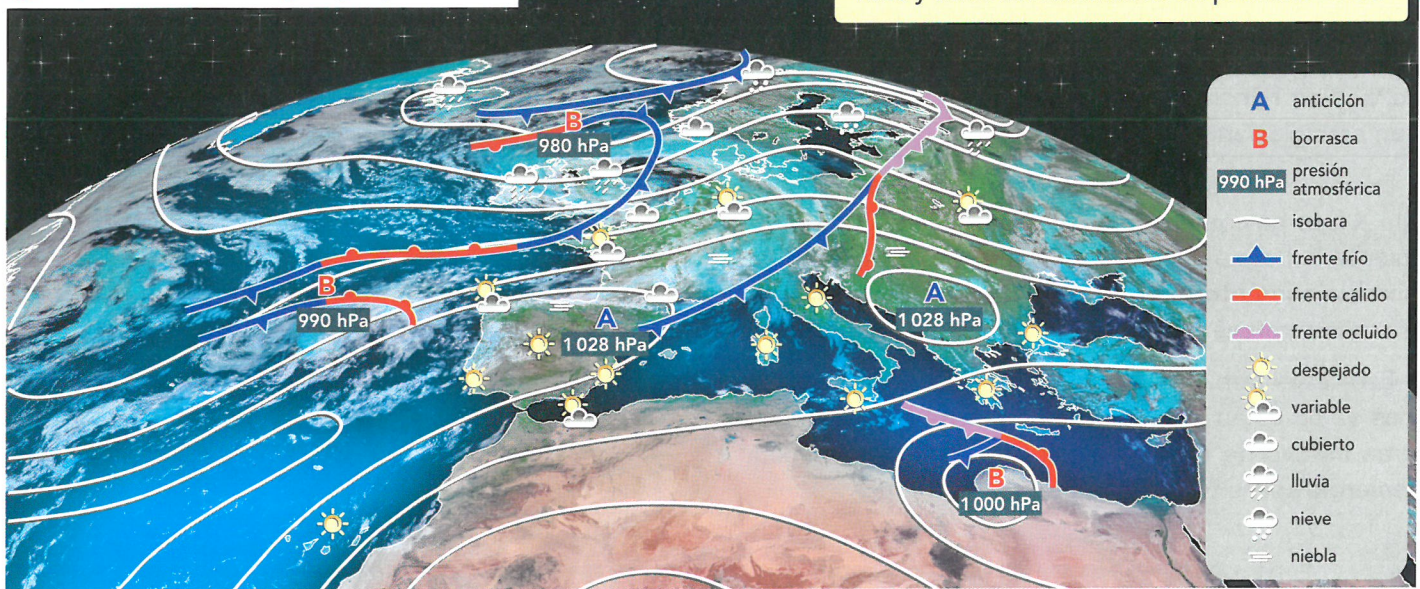 B
980 hPa
B
990 hPa
A
1 028 hPa
A
1 028 hPa
B
1 000 hPa
A anticiclón
B borrasca
990 hPa presión
atmosférica
isobara
frente frío
frente cálido
frente ocluido
despejado
variable
cubierto
lluvia
nieve
niebla